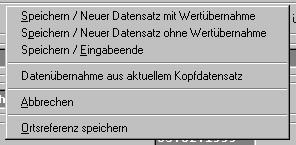 Speichern / Neuer Datensatz mit Wertübernahme
Speichern / Neuer Datensatz ohne Wertübernahme
Speichern / Eingabeende
Datenübernahme aus aktuellem Kopfdatensatz
Abbrechen
Ortsreferenz speichern